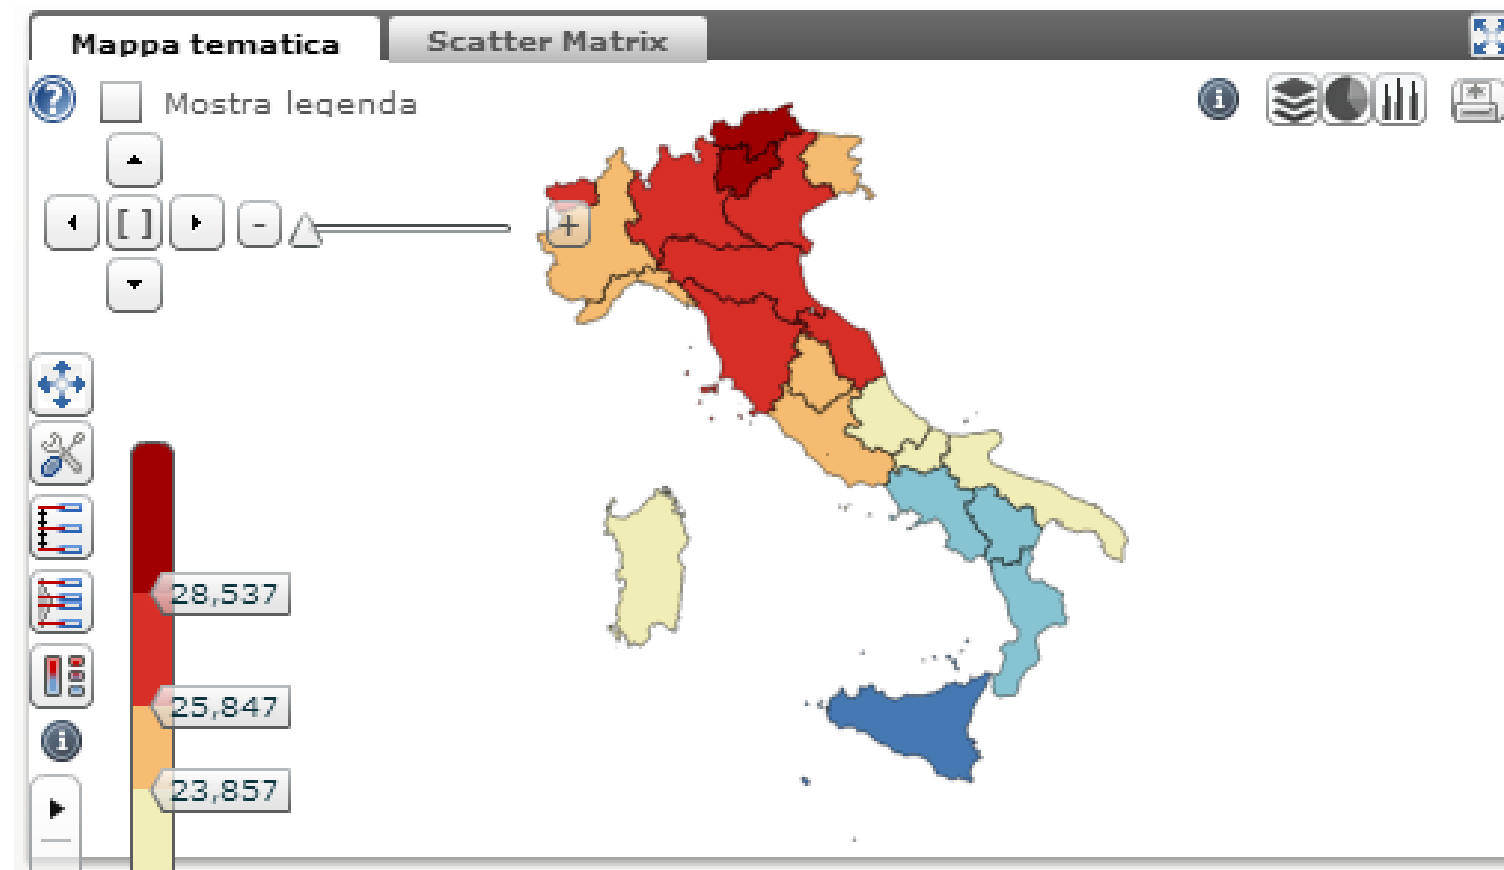 Mappa tematica
Scatter Matrix
Mostra legenda
[ ]
-
+
28,537
25,847
23,857